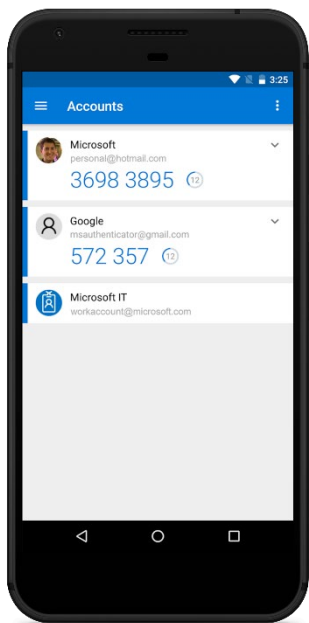 3:25
Accounts
Microsoft
personal@hotmail.com
3698 3895 12
Google
msauthenticator@gmail.com
572 357 12
Microsoft IT
workaccount@microsoft.com